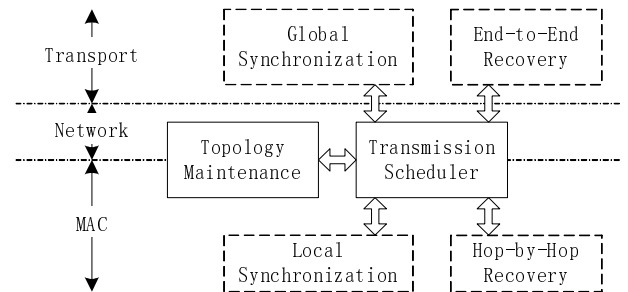 Transport
Network
MAC
Global
Synchronization
End-to-End
Recovery
Topology
Maintenance
Transmission
Scheduler
Local
Synchronization
Hop-by-Hop
Recovery